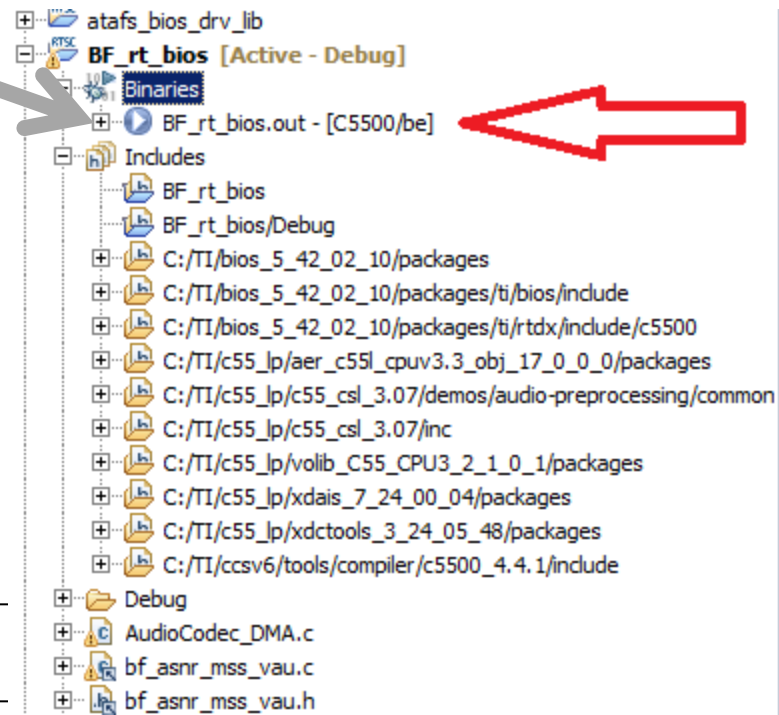 atafs_bios_drv_lib
RTSC
BF_rt_bios [Active - Debug]
Binaries
BF_rt_bios.out - [C5500/be]
Includes
BF_rt_bios
BF_rt_bios/Debug
C:/TI/bios_5_42_02_10/packages
C:/TI/bios_5_42_02_10/packages/ti/bios/include
C:/TI/bios_5_42_02_10/packages/ti/rtdx/include/c5500
C:/TI/c55_lp/aer_c55l_cpuv3.3_obj_17_0_0_0/packages
C:/TI/c55_lp/c55_csl_3.07/demos/audio-preprocessing/common
C:/TI/c55_lp/c55_csl_3.07/inc
C:/TI/c55_lp/volib_C55_CPU3_2_1_0_1/packages
C:/TI/c55_lp/xdais_7_24_00_04/packages
C:/TI/c55_lp/xdctools_3_24_05_48/packages
C:/TI/ccsv6/tools/compiler/c5500_4.4.1/include
Debug
AudioCodec_DMA.c
bf_asnr_mss_vau.c
bf_asnr_mss_vau.h